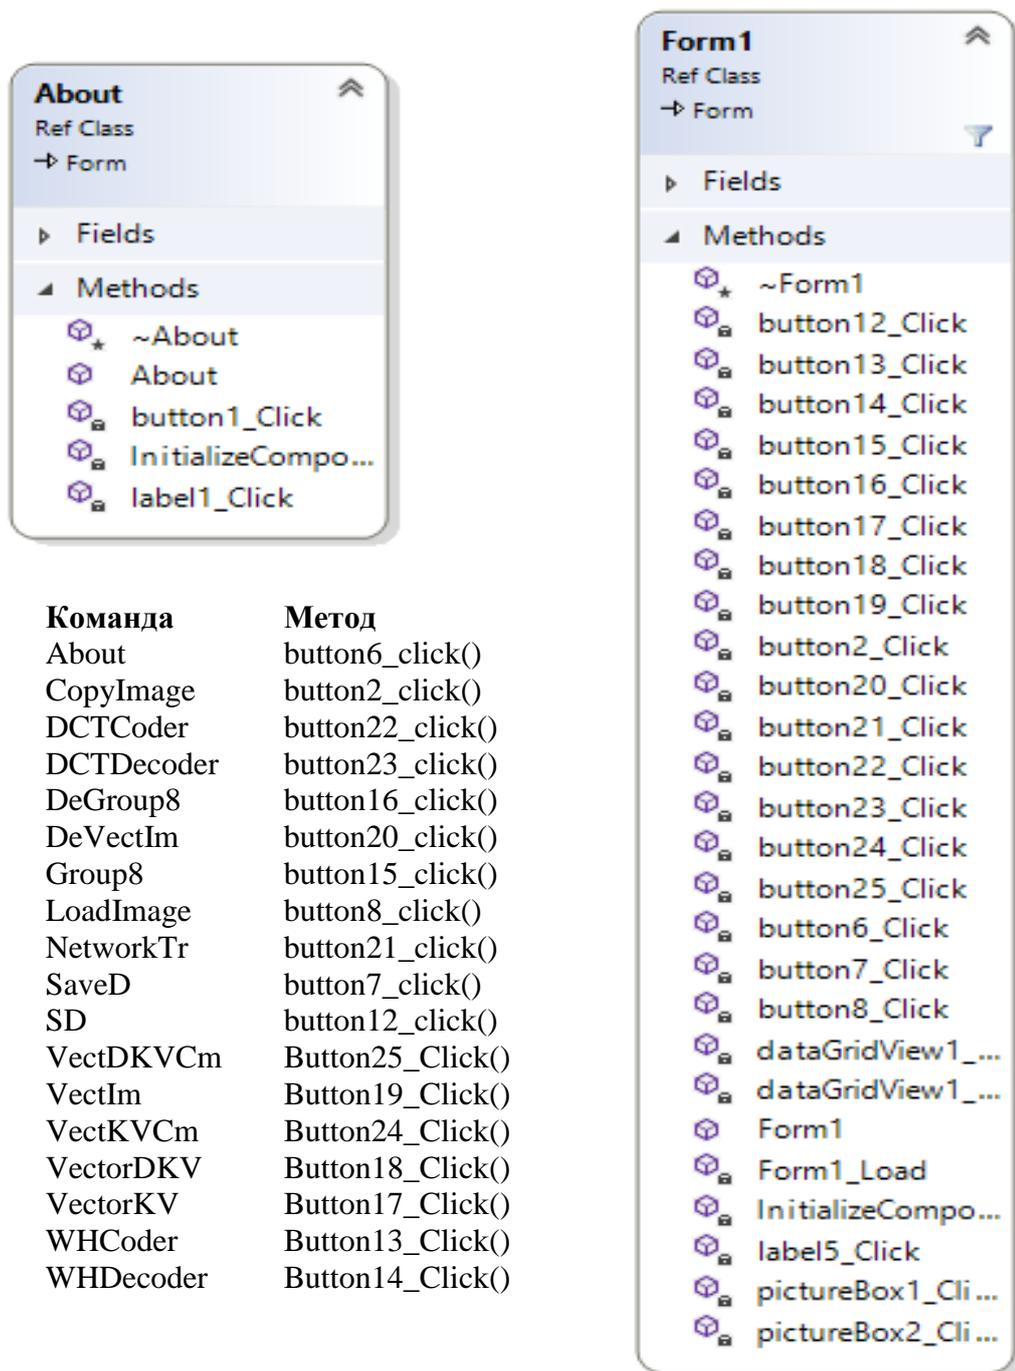 About
Ref Class
Form
Fields
Methods
~About
About
button1_Click
InitializeCompo...
label1_Click
Команда Метод
About button6_click()
CopyImage button2_click()
DCTCoder button22_click()
DCTDecoder button23_click()
DeGroup8 button16_click()
DeVectIm button20_click()
Group8 button15_click()
LoadImage button8_click()
NetworkTr button21_click()
SaveD button7_click()
SD button12_click()
VectDKVCm Button25_Click()
VectIm Button19_Click()
VectKVCm Button24_Click()
VectorDKV Button18_Click()
VectorKV Button17_Click()
WHCoder Button13_Click()
WHDecoder Button14_Click()
Form1
Ref Class
Form
Fields
Methods
~Form1
button12_Click
button13_Click
button14_Click
button15_Click
button16_Click
button17_Click
button18_Click
button19_Click
button2_Click
button20_Click
button21_Click
button22_Click
button23_Click
button24_Click
button25_Click
button6_Click
button7_Click
button8_Click
dataGridView1_...
dataGridView1_...
Form1
Form1_Load
InitializeCompo...
label5_Click
pictureBox1_Cli...
pictureBox2_Cli...